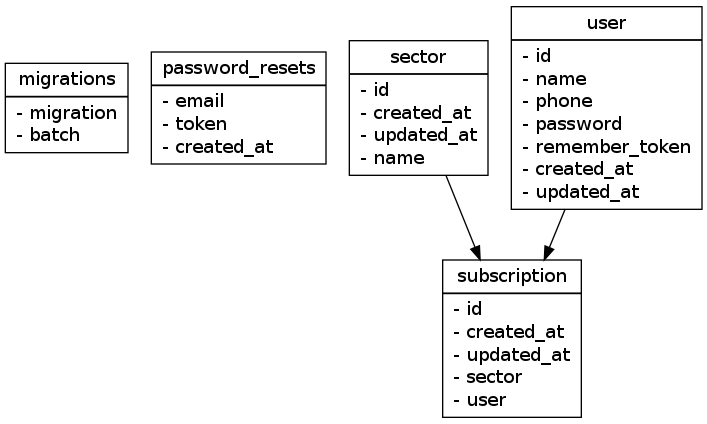 migrations
- migration
- batch
password_resets
- email
- token
- created_at
sector
- id
- created_at
- updated_at
- name
user
- id
- name
- phone
- password
- remember_token
- created_at
- updated_at
subscription
- id
- created_at
- updated_at
- sector
- user